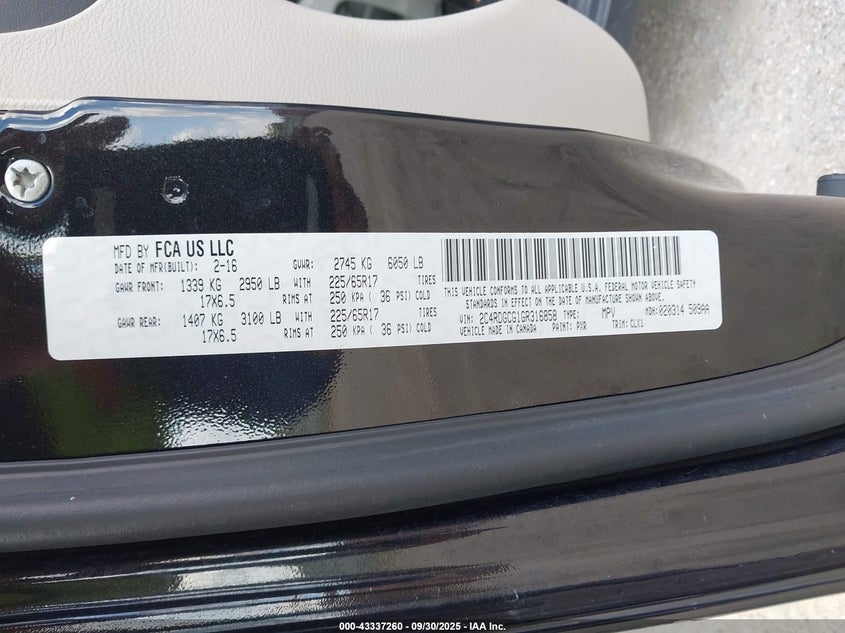 MFD BY FCA US LLC
DATE OF MFR(BUILT): 2-16 GVWR: 2745 KG 6050 LB
GAWR FRONT: 1339 KG 2950 LB WITH 225/65R17 TIRES
17X6.5 RIMS AT 250 KPA ( 36 PSI) COLD
GAWR REAR: 1407 KG 3100 LB WITH 225/65R17 TIRES
17X6.5 RIMS AT 250 KPA ( 36 PSI) COLD
THIS VEHICLE CONFORMS TO ALL APPLICABLE U.S.A. FEDERAL MOTOR VEHICLE SAFETY
STANDARDS IN EFFECT ON THE DATE OF MANUFACTURE SHOWN ABOVE.
VIN: 2C4RDGCG1GR316858 TYPE: MPV MDH:020314 509AA
MADE IN CANADA PAINT: PXR TRIM: CLX1
000-43337260 - 09/30/2025 - IAA Inc.